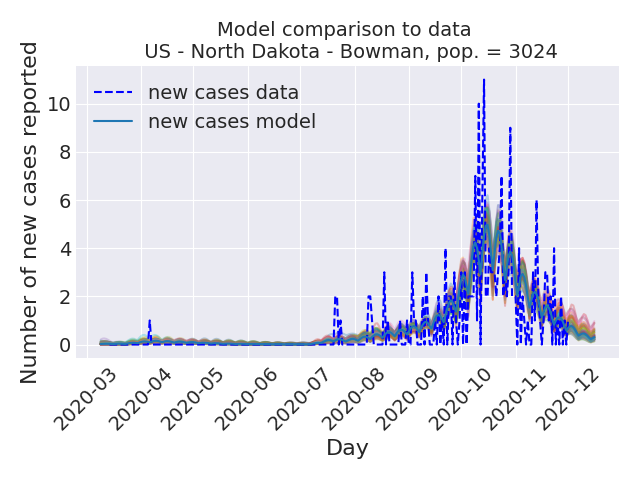 Model comparison to data
US - North Dakota - Bowman, pop. = 3024
Number of new cases reported
10
8
6
4
2
0
new cases data
new cases model
2020-03
2020-04
2020-05
2020-06
2020-07
2020-08
2020-09
2020-10
2020-11
2020-12
Day